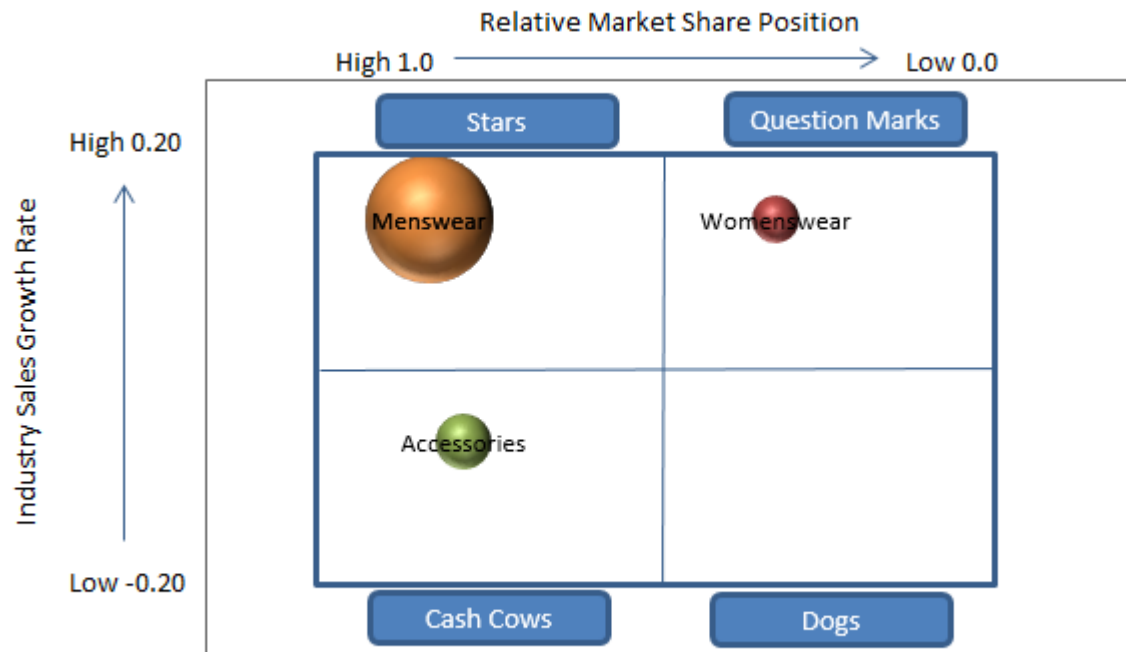 Relative Market Share Position
High 1.0
Low 0.0
Stars
Question Marks
High 0.20
Menswear
Womenswear
Industry Sales Growth Rate
Accessories
Low -0.20
Cash Cows
Dogs